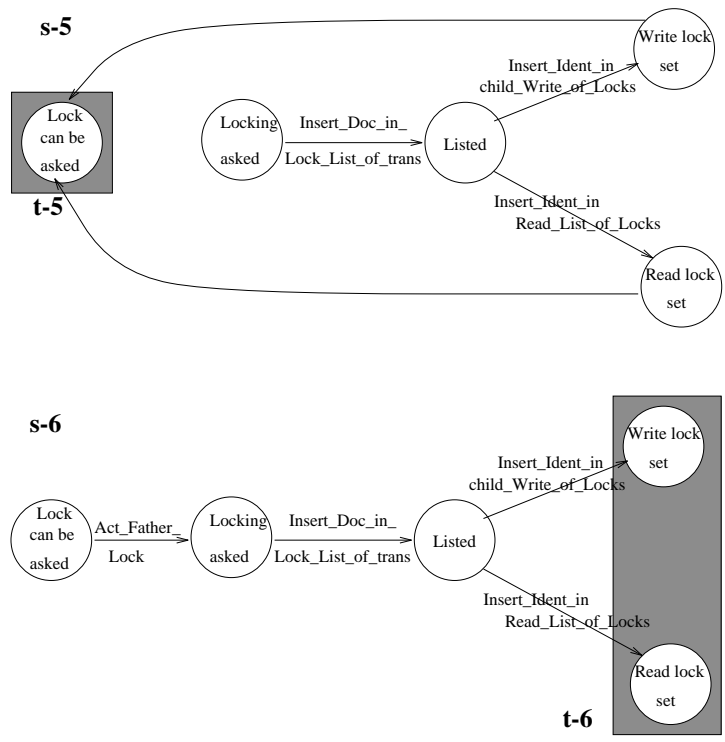 s-5
Write lock
set
Insert_Ident_in
child_Write_of_Locks
Lock
can be
asked
Locking
asked
Insert_Doc_in_
Lock_List_of_trans
Listed
t-5
Insert_Ident_in
Read_List_of_Locks
Read lock
set
s-6
Write lock
set
Insert_Ident_in
child_Write_of_Locks
Lock
can be
asked
Act_Father_
Lock
Locking
asked
Insert_Doc_in_
Lock_List_of_trans
Listed
Insert_Ident_in
Read_List_of_Locks
Read lock
set
t-6